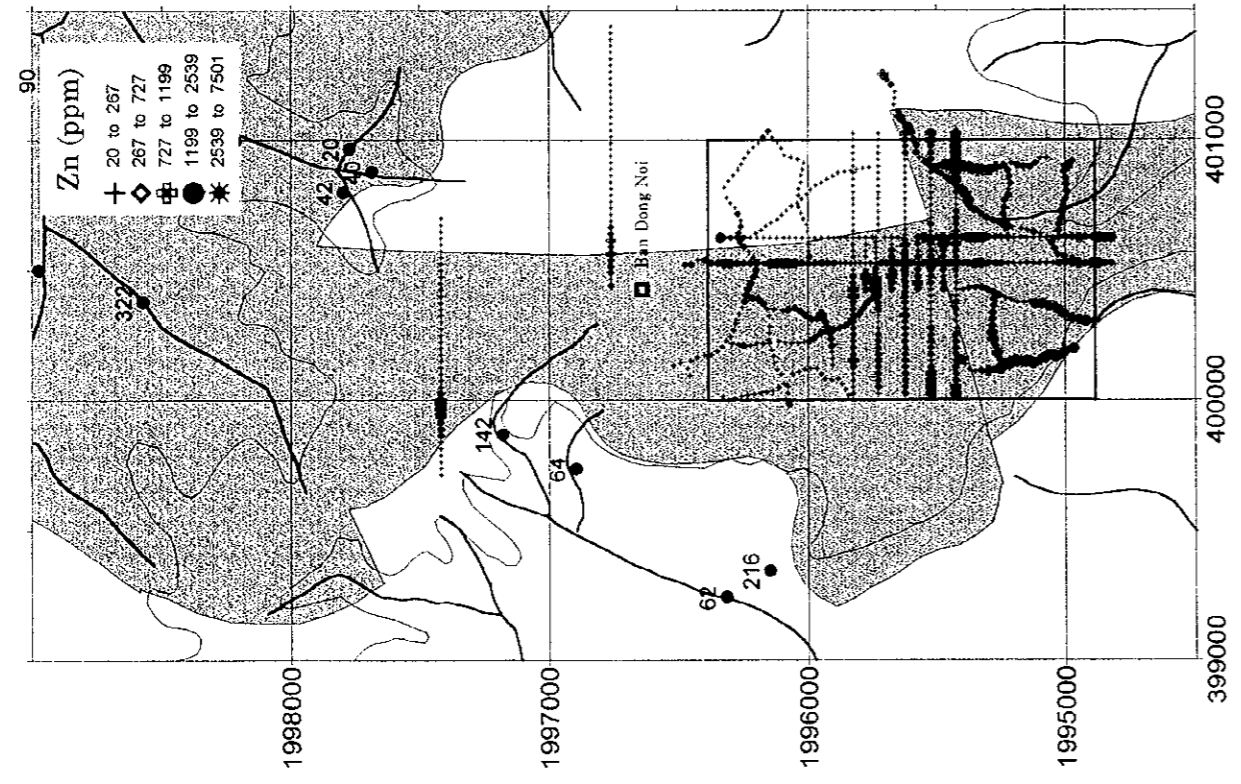 90
Zn (ppm)
20 to 267
267 to 727
727 to 1199
1199 to 2539
2539 to 7501
20
40
42
322
142
64
62
216
Ban Dong Noi
1998000
1997000
1996000
1995000
401000
400000
399000